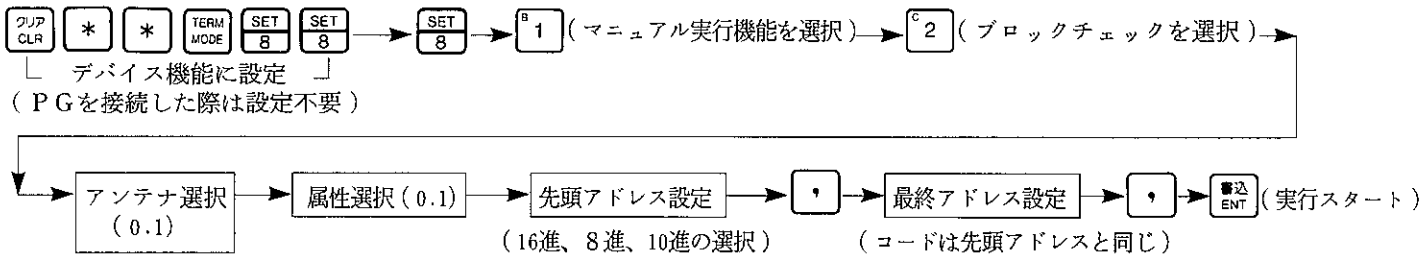 クリア CLR * * TERM MODE SET 8 SET 8 SET 8 B 1 (マニュアル実行機能を選択) C 2 (ブロックチェックを選択)
デバイス機能に設定
(PGを接続した際は設定不要)
アンテナ選択 (0.1) 属性選択(0.1) 先頭アドレス設定 , 最終アドレス設定 , 書込 ENT (実行スタート)
(16進、8進、10進の選択) (コードは先頭アドレスと同じ)